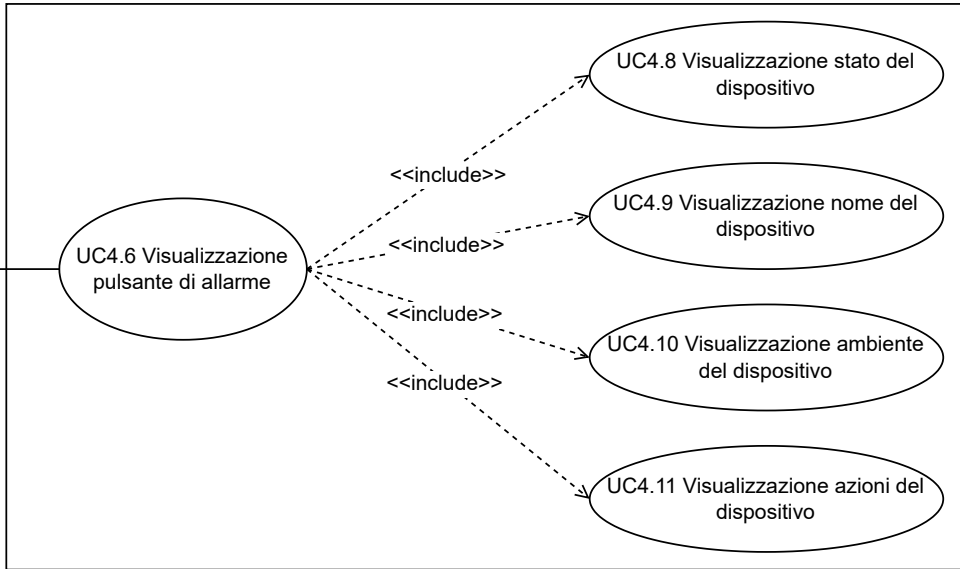 UC4.8 Visualizzazione stato del
dispositivo
<<include>>
UC4.9 Visualizzazione nome del
dispositivo
<<include>>
UC4.6 Visualizzazione
pulsante di allarme
<<include>>
UC4.10 Visualizzazione ambiente
del dispositivo
<<include>>
UC4.11 Visualizzazione azioni del
dispositivo